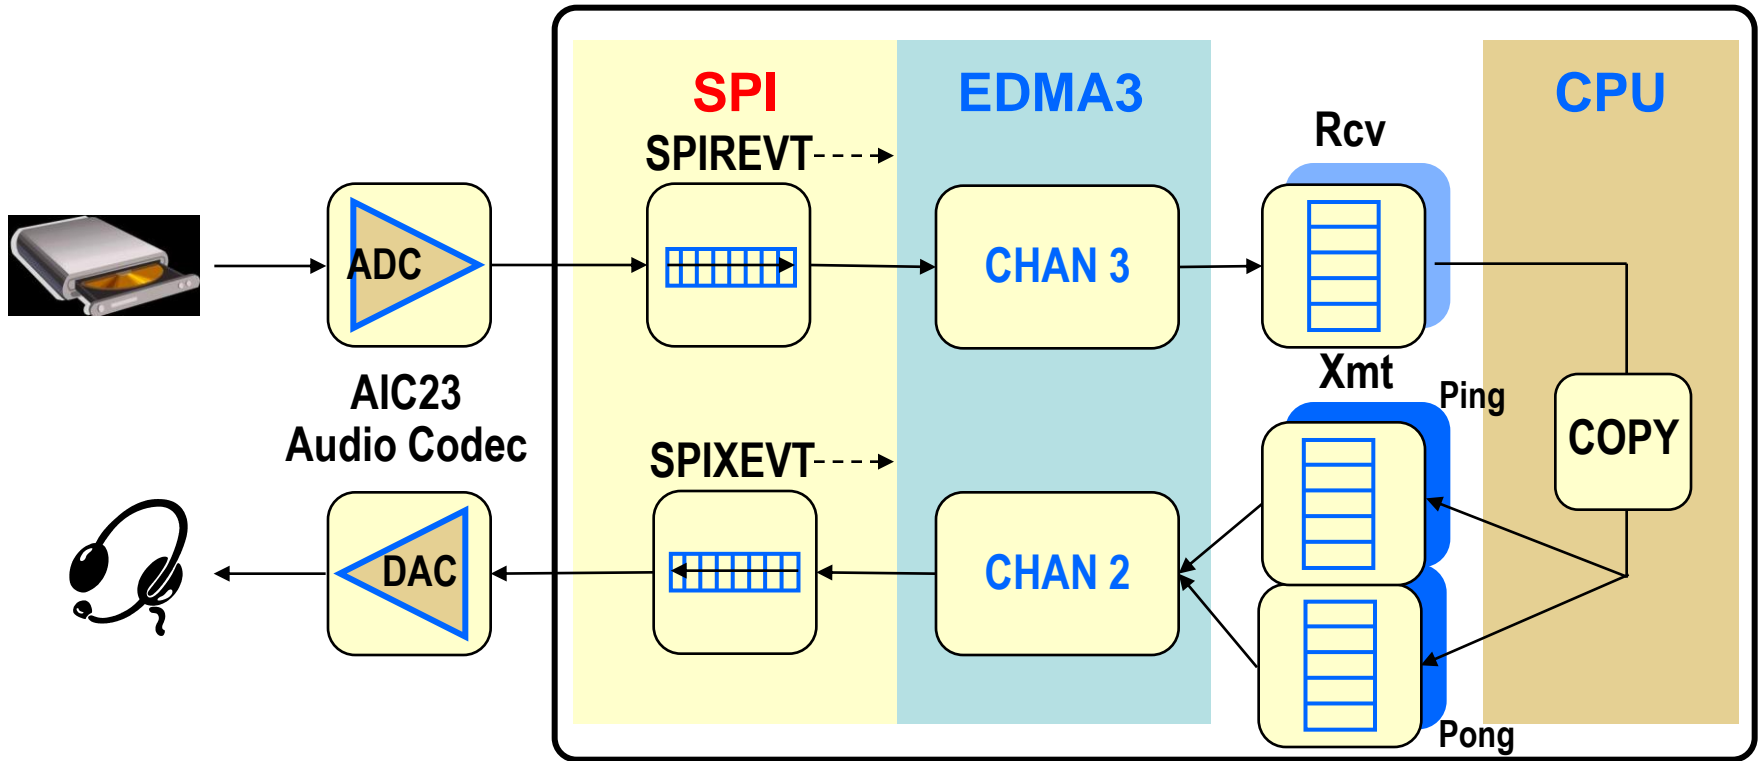 SPI
EDMA3
CPU
SPIREVT
Rcv
ADC
CHAN 3
AIC23
Audio Codec
Xmt
Ping
SPIXEVT
COPY
DAC
CHAN 2
Pong